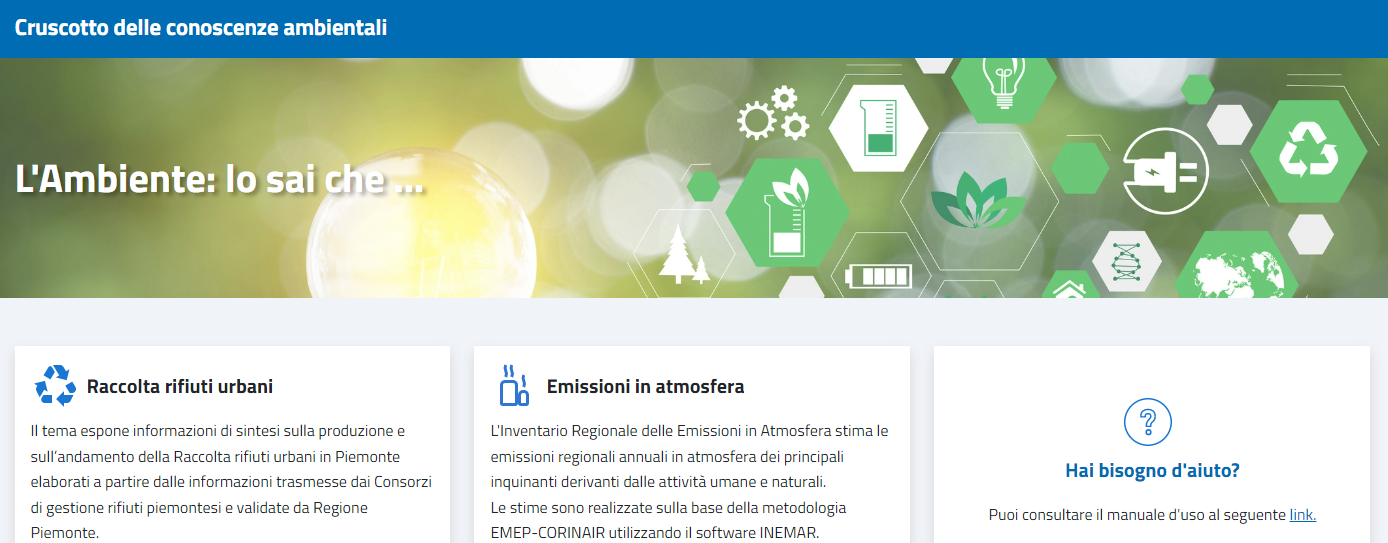 Cruscotto delle conoscenze ambientali
L'Ambiente: lo sai che ...
Raccolta rifiuti urbani
Il tema espone informazioni di sintesi sulla produzione e
sull’andamento della Raccolta rifiuti urbani in Piemonte
elaborati a partire dalle informazioni trasmesse dai Consorzi
di gestione rifiuti piemontesi e validate da Regione
Piemonte.
Emissioni in atmosfera
L'Inventario Regionale delle Emissioni in Atmosfera stima le
emissioni regionali annuali in atmosfera dei principali
inquinanti derivanti dalle attività umane e naturali.
Le stime sono realizzate sulla base della metodologia
EMEP-CORINAIR utilizzando il software INEMAR.
Hai bisogno d'aiuto?
Puoi consultare il manuale d'uso al seguente link.